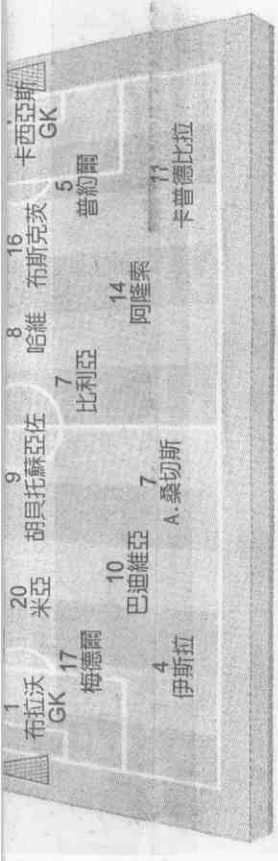 1
布拉沃
GK
20
米亞
9
胡貝托蘇亞佐
8
哈維
16
布斯克茨
卡西亞斯
GK
17
梅德爾
7
比利亞
5
普約爾
10
巴迪維亞
14
阿隆索
4
伊斯拉
7
A.桑切斯
11
卡普德比拉